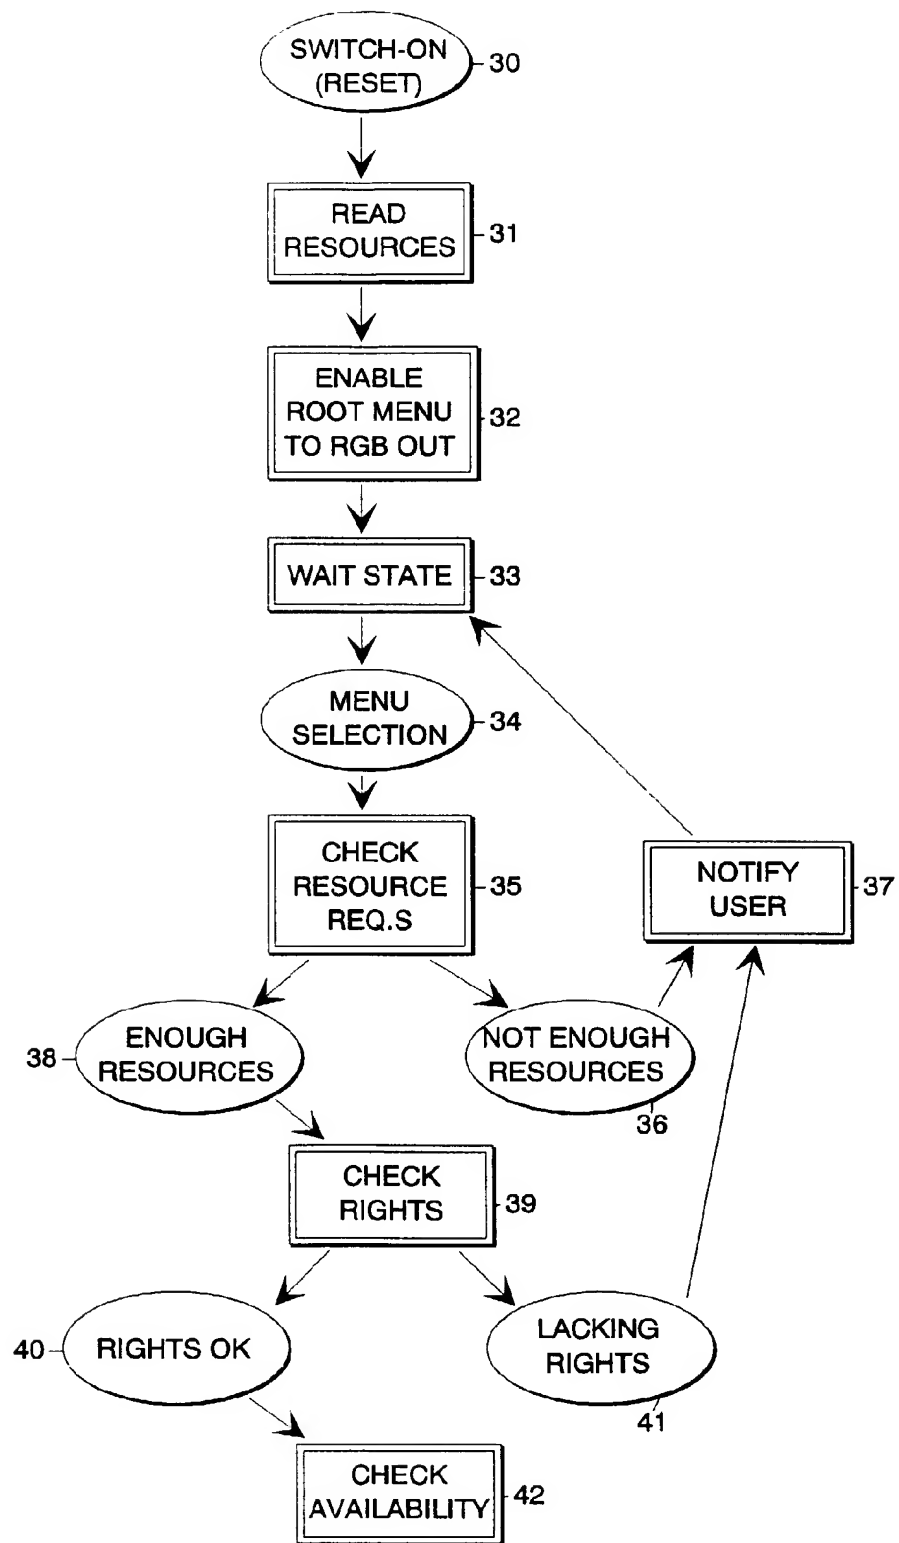 SWITCH-ON
(RESET)
30
READ
RESOURCES
31
ENABLE
ROOT MENU
TO RGB OUT
32
WAIT STATE
33
MENU
SELECTION
34
CHECK
RESOURCE
REQ.S
35
NOTIFY
USER
37
ENOUGH
RESOURCES
38
NOT ENOUGH
RESOURCES
36
CHECK
RIGHTS
39
RIGHTS OK
40
LACKING
RIGHTS
41
CHECK
AVAILABILITY
42